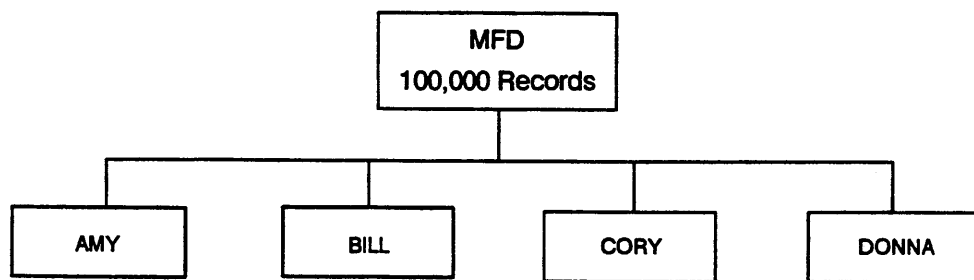 MFD
100,000 Records
AMY
BILL
CORY
DONNA